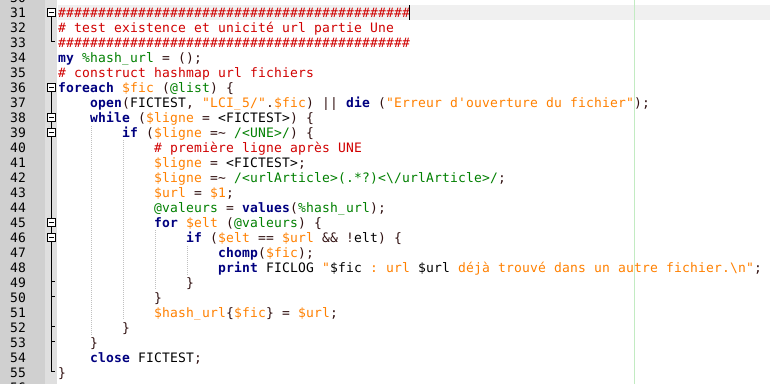 31 ############################################
32 # test existence et unicité url partie Une
33 ############################################
34 my %hash_url = ();
35 # construct hashmap url fichiers
36 foreach $fic (@list) {
37     open(FICTEST, "LCI_5/".$fic) || die ("Erreur d'ouverture du fichier");
38     while ($ligne = <FICTEST>) {
39         if ($ligne =~ /<UNE>/) {
40             # première ligne après UNE
41             $ligne = <FICTEST>;
42             $ligne =~ /<urlArticle>(.*?)<\/urlArticle>/;
43             $url = $1;
44             @valeurs = values(%hash_url);
45             for $elt (@valeurs) {
46                 if ($elt == $url && !elt) {
47                     chomp($fic);
48                     print FICLOG "$fic : url $url déjà trouvé dans un autre fichier.\n";
49                 }
50             }
51             $hash_url{$fic} = $url;
52         }
53     }
54     close FICTEST;
55 }